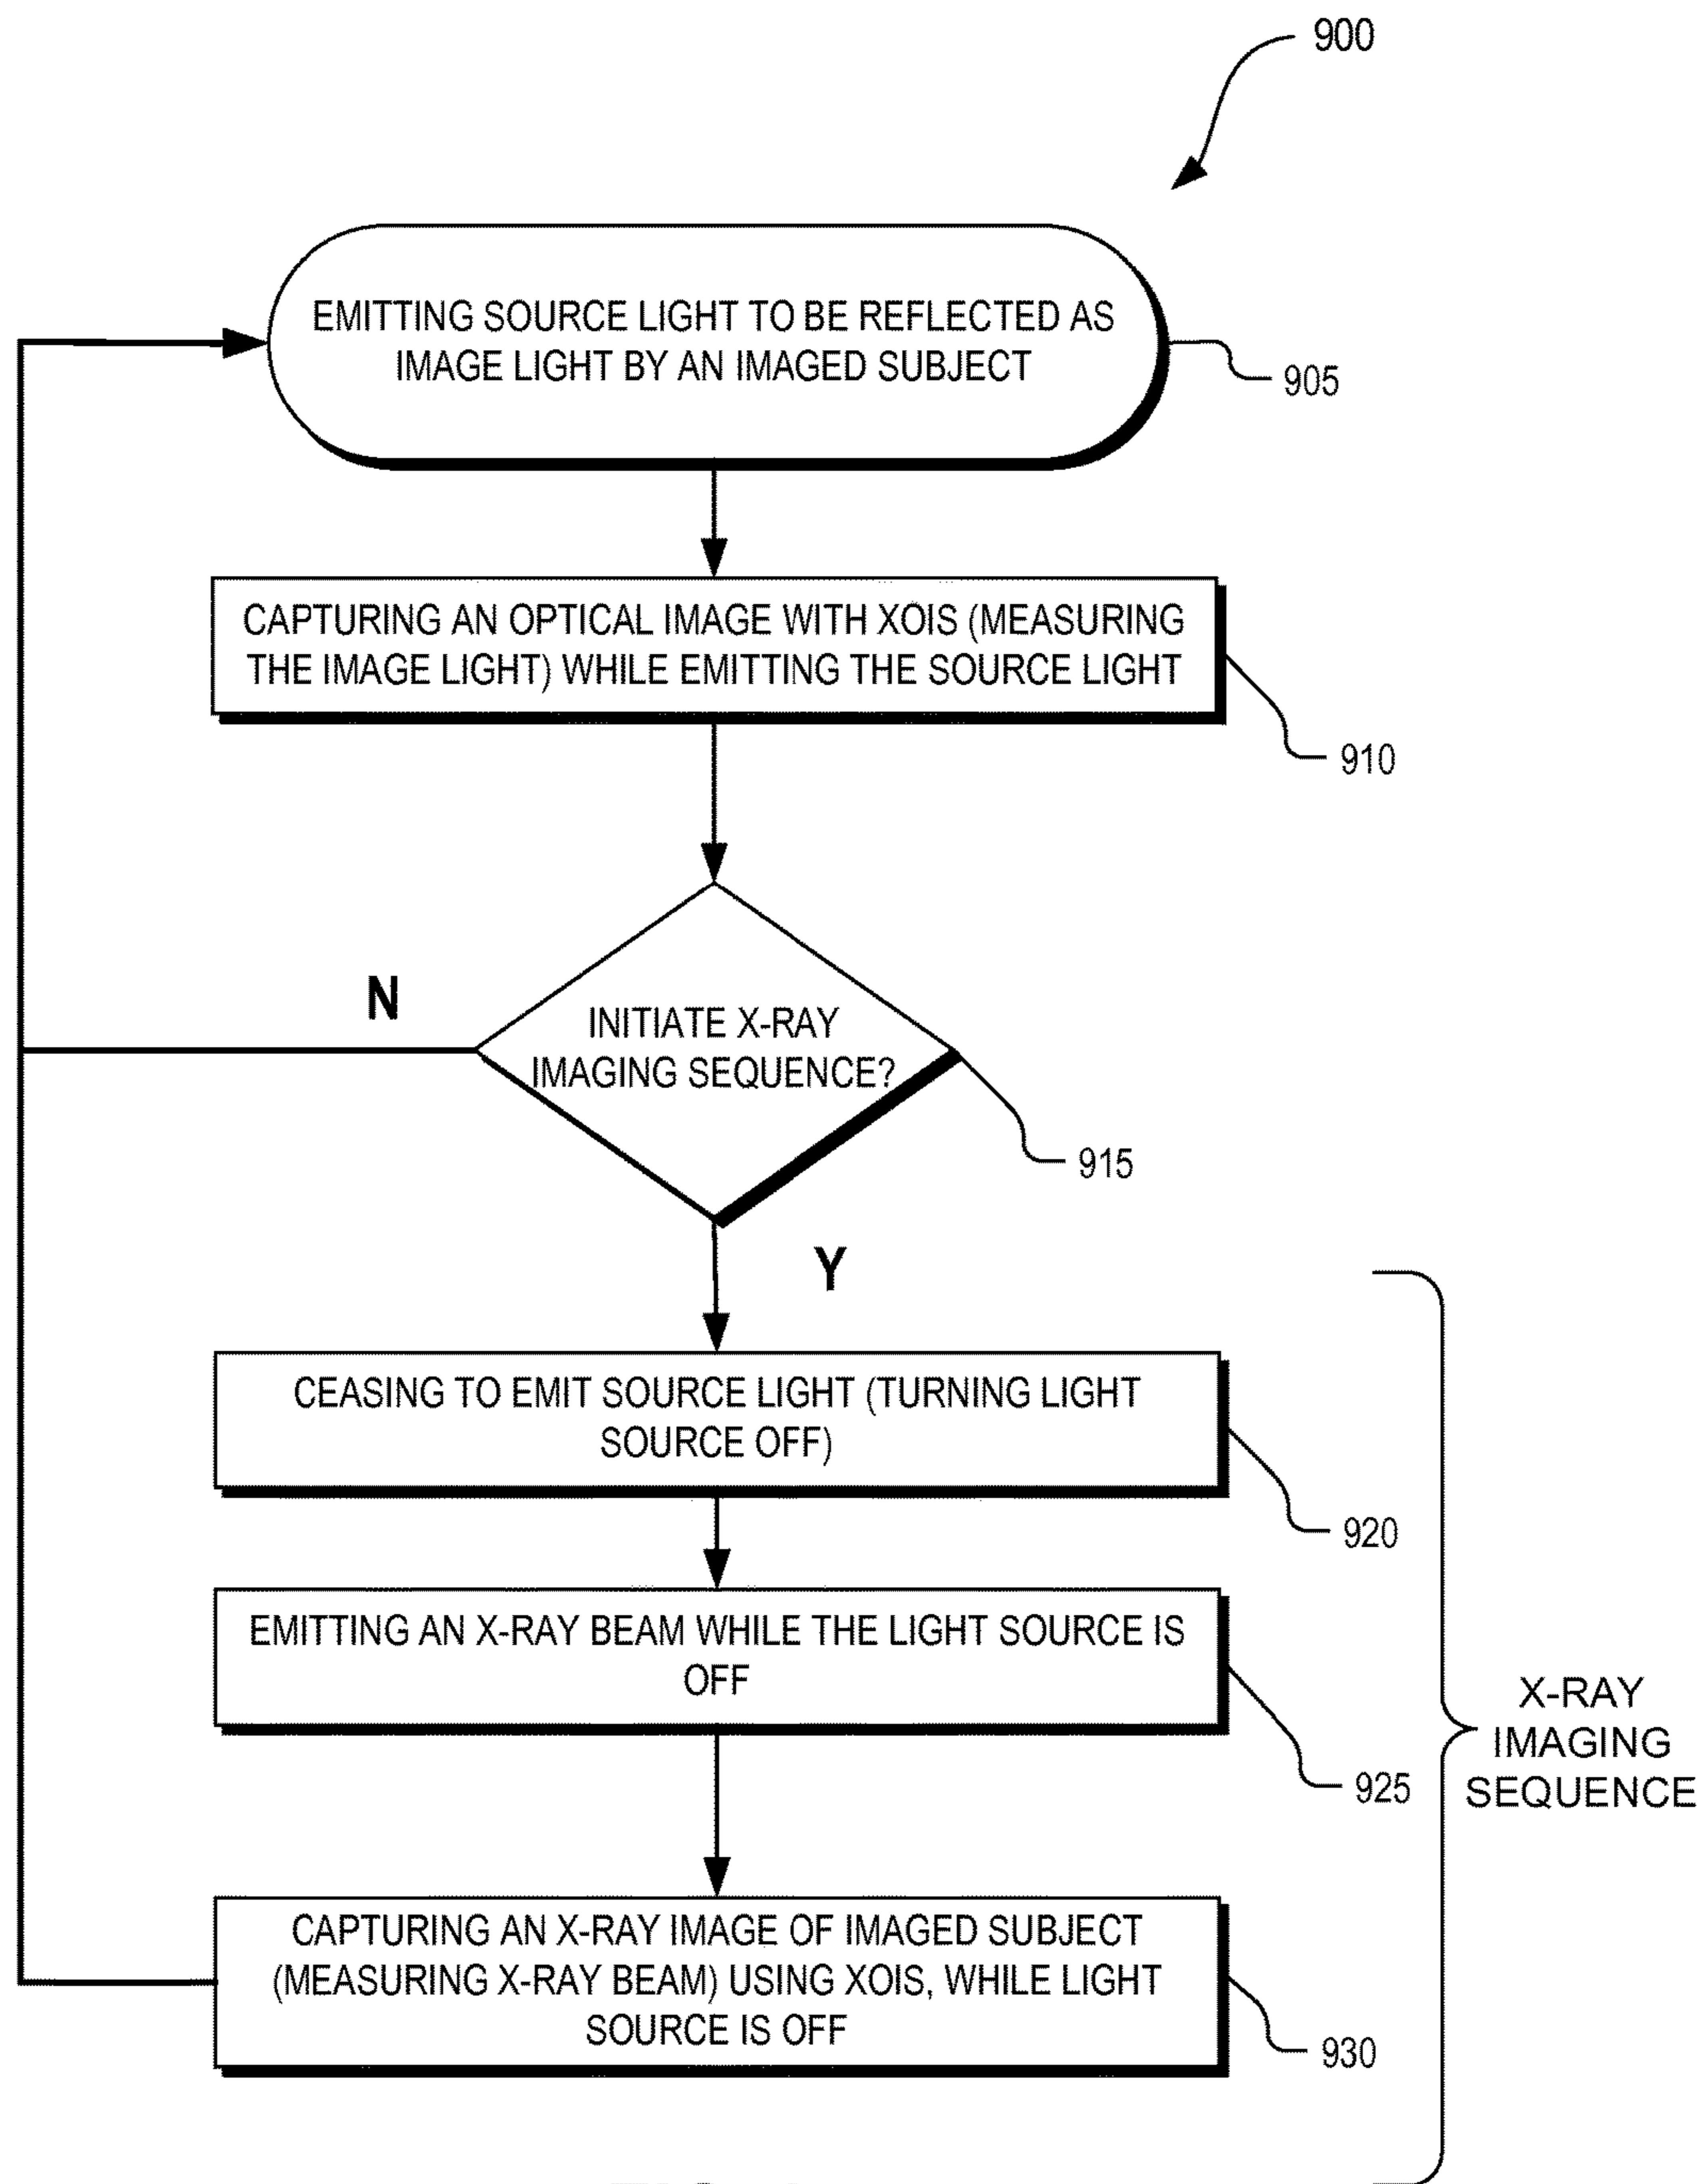 900
EMITTING SOURCE LIGHT TO BE REFLECTED AS
IMAGE LIGHT BY AN IMAGED SUBJECT
905
CAPTURING AN OPTICAL IMAGE WITH XOIS (MEASURING
THE IMAGE LIGHT) WHILE EMITTING THE SOURCE LIGHT
910
N
INITIATE X-RAY
IMAGING SEQUENCE?
915
Y
CEASING TO EMIT SOURCE LIGHT (TURNING LIGHT
SOURCE OFF)
920
EMITTING AN X-RAY BEAM WHILE THE LIGHT SOURCE IS
OFF
925
X-RAY
IMAGING
SEQUENCE
CAPTURING AN X-RAY IMAGE OF IMAGED SUBJECT
(MEASURING X-RAY BEAM) USING XOIS, WHILE LIGHT
SOURCE IS OFF
930